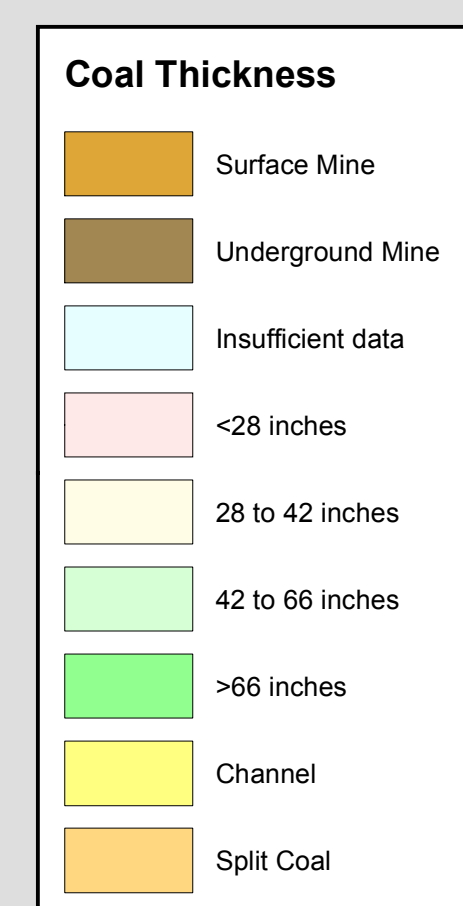 Coal Thickness
Surface Mine
Underground Mine
Insufficient data
<28 inches
28 to 42 inches
42 to 66 inches
>66 inches
Channel
Split Coal